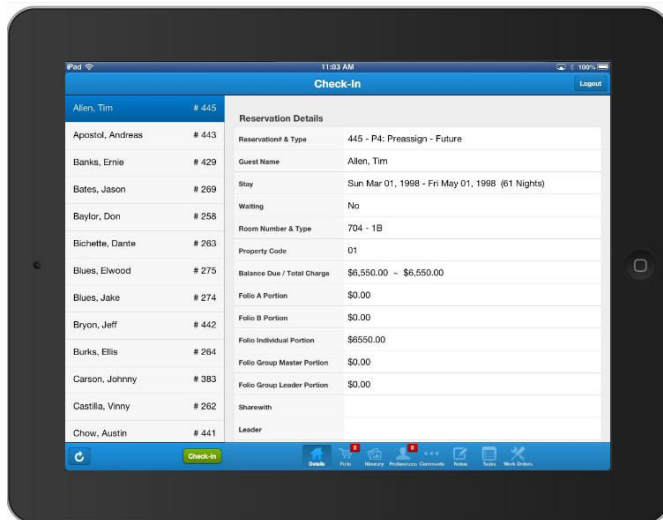 iPad
11:03 AM
100%
Check-In
Logout
Allen, Tim # 445
Apostol, Andreas # 443
Banks, Ernie # 429
Bates, Jason # 269
Baylor, Don # 258
Bichette, Dante # 263
Blues, Elwood # 275
Blues, Jake # 274
Bryon, Jeff # 442
Burks, Ellis # 264
Carson, Johnny # 383
Castilla, Vinny # 262
Chow, Austin # 441
Check-In
Reservation Details
Reservation# & Type 445 - P4: Preassign - Future
Guest Name Allen, Tim
Stay Sun Mar 01, 1998 - Fri May 01, 1998 (61 Nights)
Waiting No
Room Number & Type 704 - 1B
Property Code 01
Balance Due / Total Charge $6,550.00 ~ $6,550.00
Folio A Portion $0.00
Folio B Portion $0.00
Folio Individual Portion $6550.00
Folio Group Master Portion $0.00
Folio Group Leader Portion $0.00
Sharewith
Leader
Details Folio Itinerary Preferences Comments Notes Tasks Work Orders